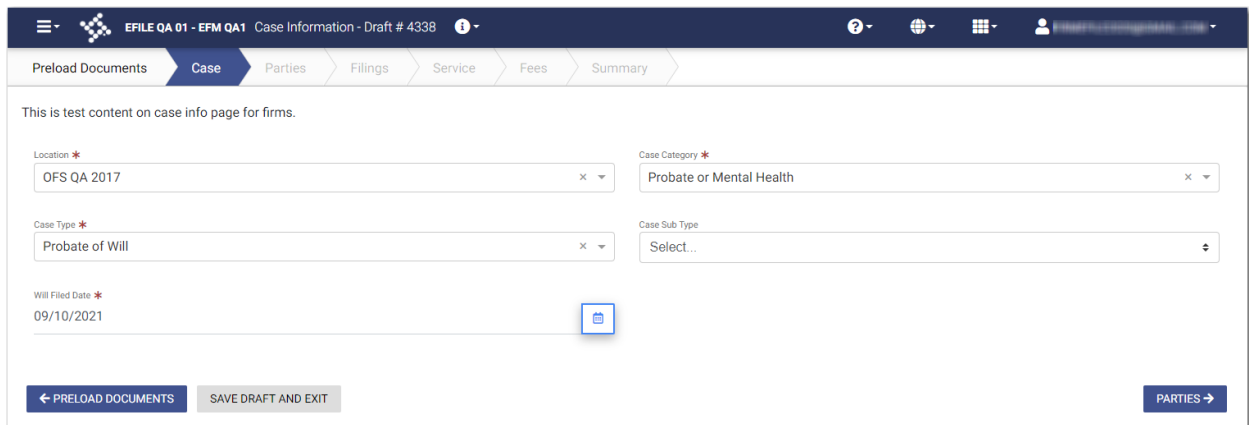 EFILE QA 01 - EFM QA1 Case Information - Draft # 4338
Preload Documents Case Parties Filings Service Fees Summary
This is test content on case info page for firms.
Location * Case Category *
OFS QA 2017 × Probate or Mental Health ×
Case Type * Case Sub Type
Probate of Will × Select...
Will Filed Date *
09/10/2021
← PRELOAD DOCUMENTS SAVE DRAFT AND EXIT PARTIES →